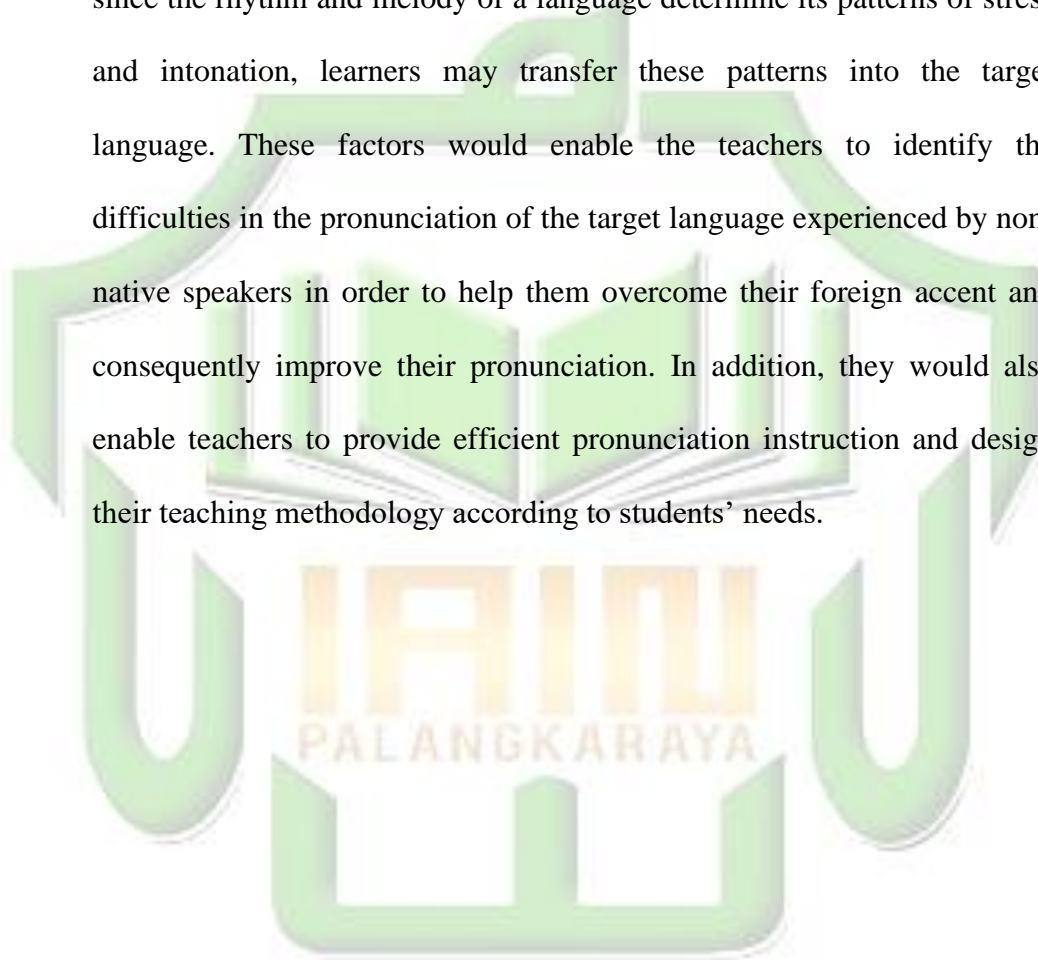 since the rhythm and melody of a language determine its patterns of stres
and intonation, learners may transfer these patterns into the targe
language. These factors would enable the teachers to identify th
difficulties in the pronunciation of the target language experienced by non
native speakers in order to help them overcome their foreign accent an
consequently improve their pronunciation. In addition, they would als
enable teachers to provide efficient pronunciation instruction and desig
their teaching methodology according to students’ needs.
IAIN
PALANGKARAYA